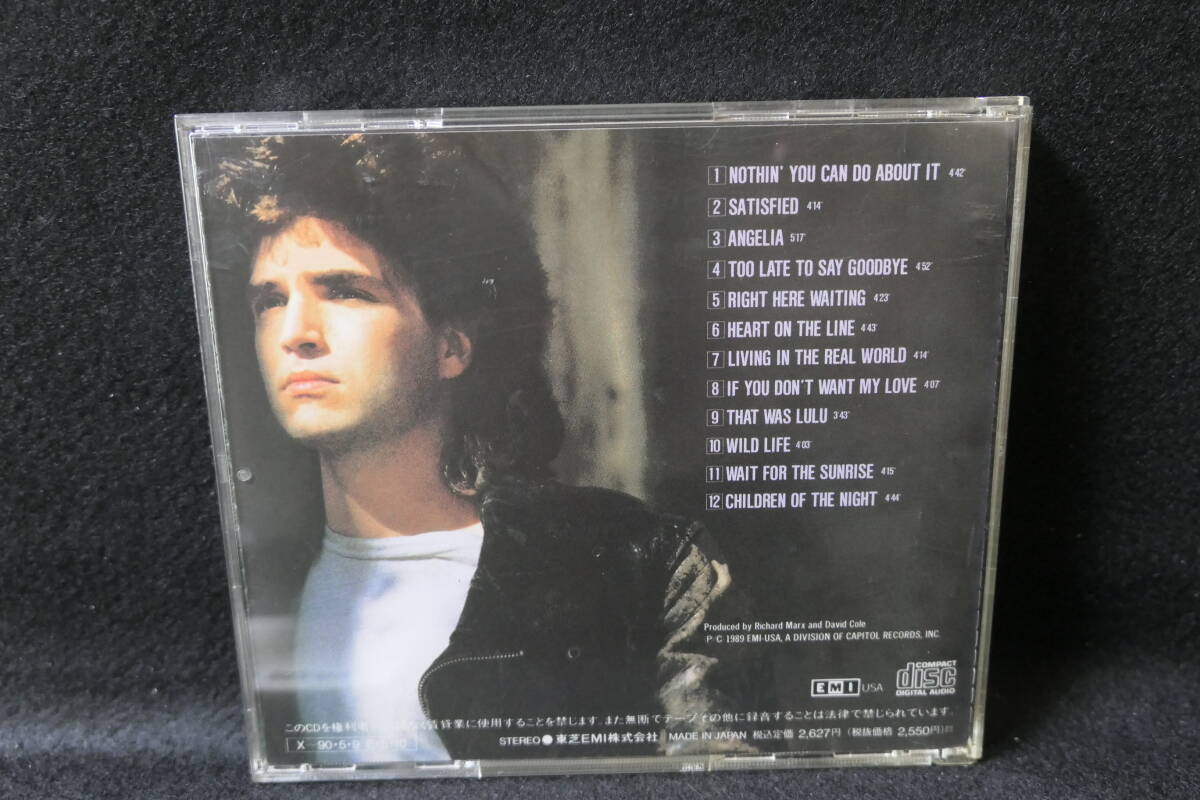 1 NOTHIN' YOU CAN DO ABOUT IT 4'42"
2 SATISFIED 4'14"
3 ANGELIA 5'17"
4 TOO LATE TO SAY GOODBYE 4'52"
5 RIGHT HERE WAITING 4'23"
6 HEART ON THE LINE 4'43"
7 LIVING IN THE REAL WORLD 4'14"
8 IF YOU DON'T WANT MY LOVE 4'07"
9 THAT WAS LULU 3'43"
10 WILD LIFE 4'03"
11 WAIT FOR THE SUNRISE 4'15"
12 CHILDREN OF THE NIGHT 4'44"
Produced by Richard Marx and David Cole
P C 1989 EMI-USA, A DIVISION OF CAPITOL RECORDS, INC.
EMI USA
COMPACT
disc
DIGITAL AUDIO
このCDを権利者 賃貸業に使用することを禁じます。また無断でテープその他に録音することは法律で禁じられています。
X-90・5・9
STEREO ● 東芝EMI株式会社 MADE IN JAPAN 税込定価 2,627円 (税抜価格 2,550円)